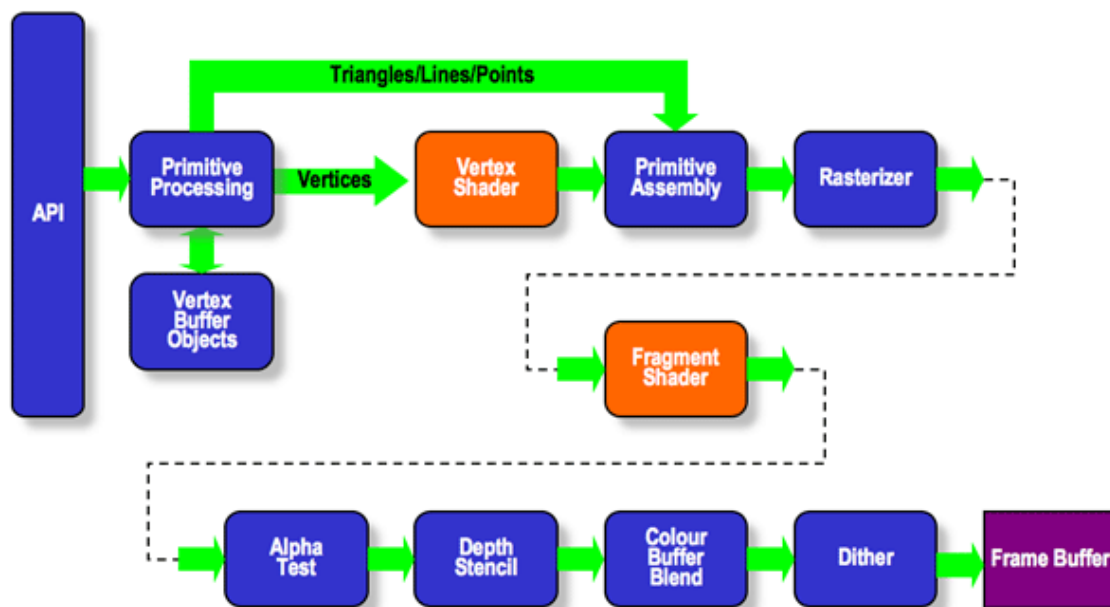 Triangles/Lines/Points
API
Primitive
Processing
Vertices
Vertex
Shader
Primitive
Assembly
Rasterizer
Vertex
Buffer
Objects
Fragment
Shader
Alpha
Test
Depth
Stencil
Colour
Buffer
Blend
Dither
Frame Buffer